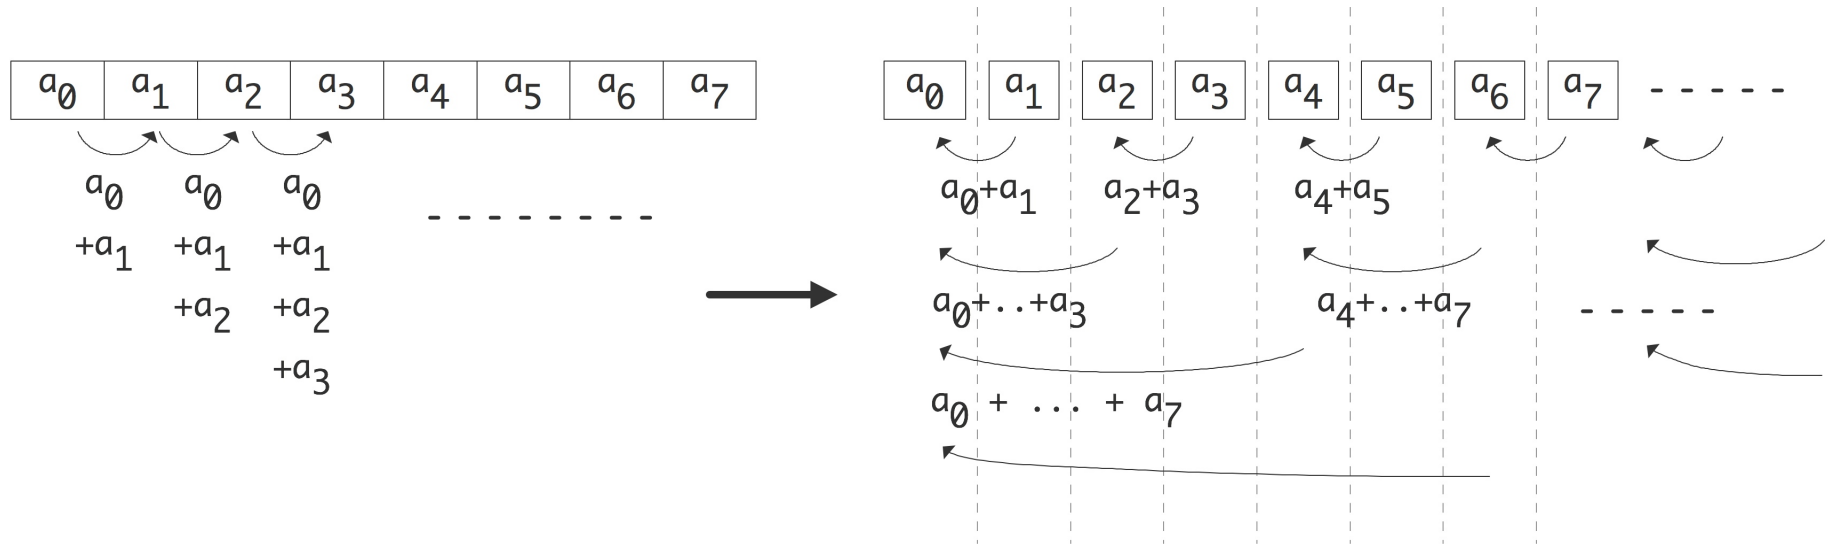 a0 a1 a2 a3 a4 a5 a6 a7
a0 a0 a0
+a1 +a1 +a1
+a2 +a2
+a3
a0 a1 a2 a3 a4 a5 a6 a7
a0+a1 a2+a3 a4+a5
a0+..+a3 a4+..+a7
a0 + ... + a7